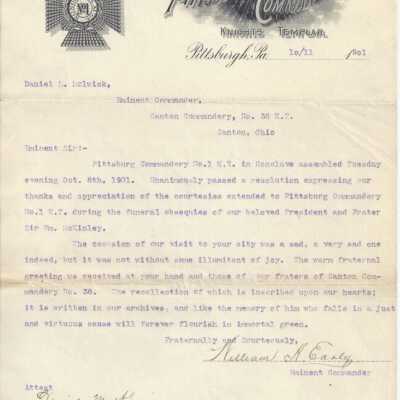 Commandery
Knights Templar
Pittsburgh, Pa. 10/11 1901
Daniel L.
Eminent Commander,
Canton Commandery, No. 38 K.T.
Canton, Ohio
Eminent Sir:-
Pittsburg Commandery No.1 K.T. in Conclave assembled Tuesday
evening Oct. 8th, 1901. Unanimously passed a resolution expressing our
thanks and appreciation of the courtesies extended to Pittsburg Commandery
No.1 K.T. during the funeral obsequies of our beloved President and Frater
Sir Wm. McKinley.
The occasion of our visit to your city was a sad, a very sad one
indeed, but it was not without some illumitent of joy. The warm fraternal
greeting we received at your hand and those of our fraters of Canton Com-
mandery No. 38. The recollection of which is inscribed upon our hearts;
it is written in our archives, and like the memory of him who falls in a just
and virtuous cause will forever flourish in immortal green.
Fraternally and Courteously,
William H. Early
Eminent Commander
Attest